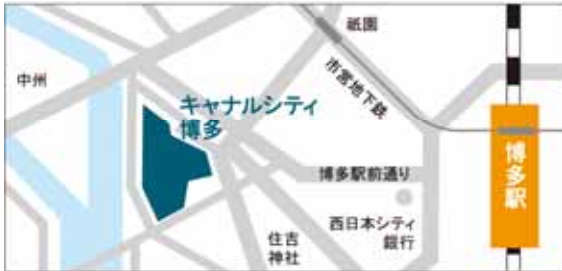 祇園
中州
市営地下鉄
キャナルシティ
博多
博多駅
博多駅前通り
西日本シティ
銀行
住吉
神社